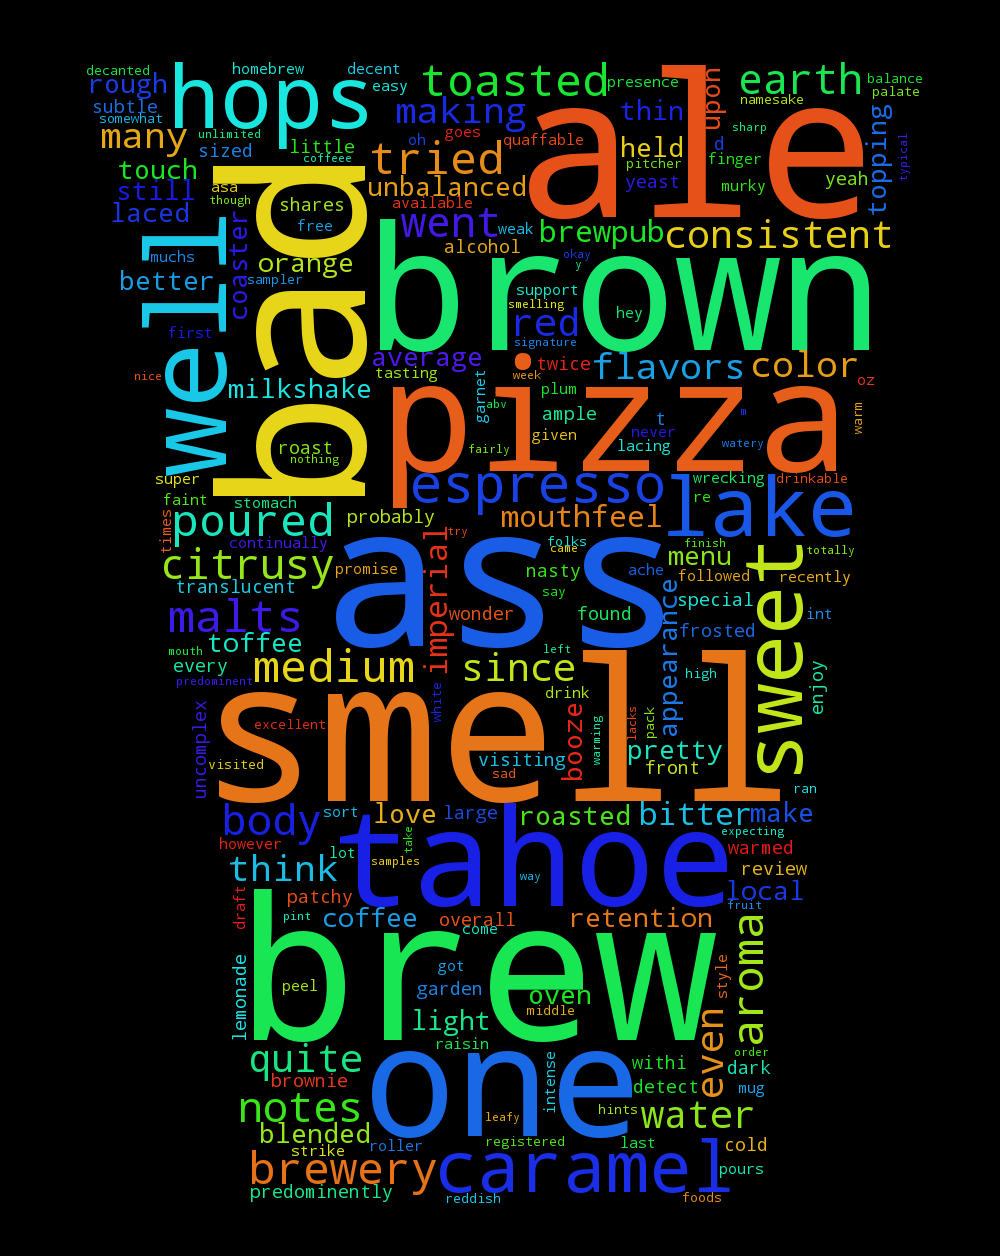 decanted
homebrew
decent
rough
hops
easy
toasted
presence
ale
upon
earth
balance
palate
subtle
somewhat
making
thin
namesake
topping
many
unlimited
sized
little
coffeee
oh
goes
quaffable
held
d
sharp
finger
typical
touch
tried
pitcher
still
asa
though
bad
unbalanced
yeast
murky
yeah
laced
shares
available
well
coaster
free
went
weak
brewpub
consistent
muchs
orange
alcohol
brown
okay
y
better
sampler
support
smelling
hey
first
red
signature
average
twice
flavors
color
nice
milkshake
tasting
week
pizza
plum
oz
garnet
abv
ample
t
m
warm
roast
given
never
watery
nothing
fairly
lacing
super
espresso
wrecking
drinkable
faint
stomach
re
lake
times
poured
probably
mouthfeel
continually
imperial
try
ass
folks
came
finish
totally
citrusy
promise
nasty
ache
menu
sweet
translucent
followed
recently
say
malts
wonder
found
appearance
special
int
toffee
frosted
mouth
every
medium
since
left
high
enjoy
predominent
white
drink
smell
uncomplex
excellent
booze
warming
lacks
pack
pretty
visited
visiting
sad
front
ran
body
sort
love
large
roasted
bitter
make
however
take
tahoe
expecting
think
lot
samples
warmed
way
review
draft
patchy
local
pint
coffee
overall
retention
fruit
brew
come
aroma
lemonade
got
style
peel
garden
oven
middle
light
even
quite
raisin
one
intense
withi
order
brownie
dark
detect
mug
notes
leafy
hints
water
blended
roller
registered
last
cold
strike
brewery
caramel
pours
predominently
reddish
foods